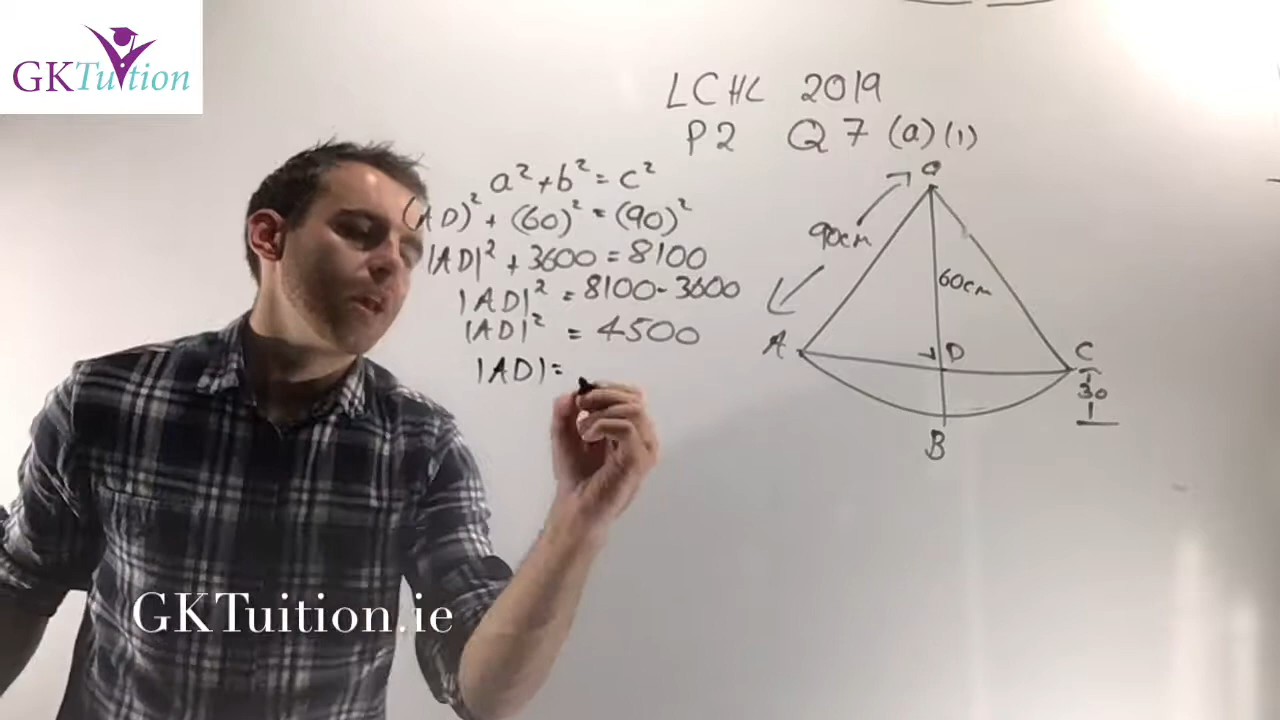 GKTuition
LCHL 2019
P2 Q7 (a)(1)
a² + b² = c²
(AD)² + (60)² = (90)²
|AD|² + 3600 = 8100
|AD|² = 8100 - 3600
|AD|² = 4500
|AD| =
90cm
60cm
A
D
C
30
B
GKTuition.ie